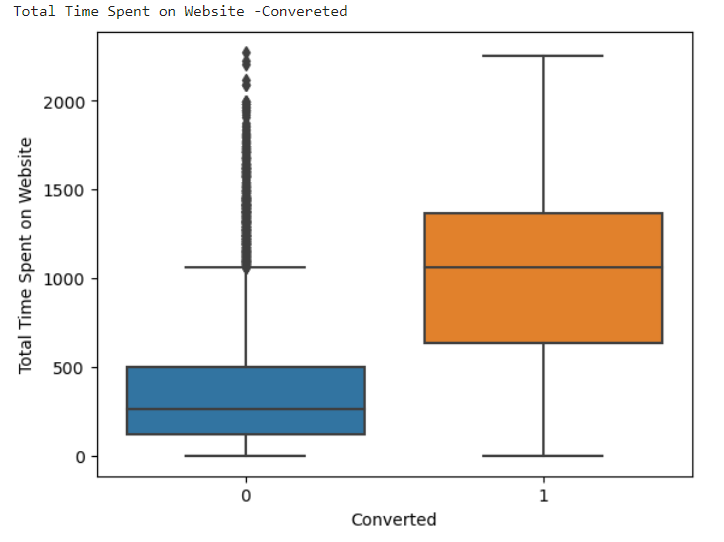 Total Time Spent on Website -Convereted
2000
1500
1000
500
0
Total Time Spent on Website
0 1
Converted